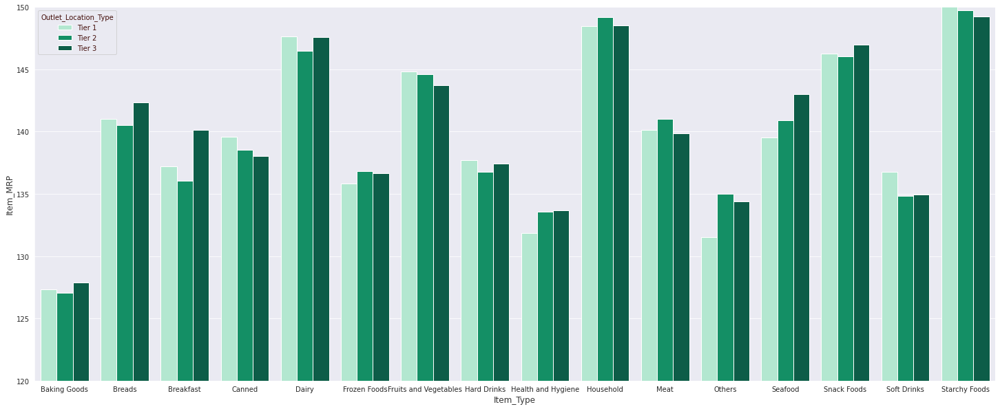 150
145
140
135
130
125
120
Item_MRP
Outlet_Location_Type
Tier 1
Tier 2
Tier 3
Baking Goods Breads Breakfast Canned Dairy Frozen Foods Fruits and Vegetables Hard Drinks Health and Hygiene Household Meat Others Seafood Snack Foods Soft Drinks Starchy Foods
Item_Type